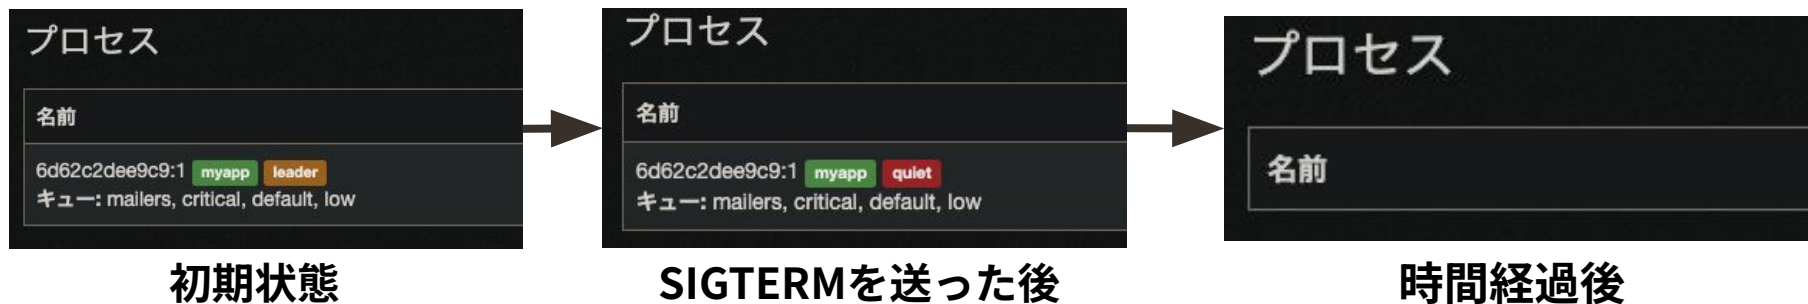 プロセス
名前
6d62c2dee9c9:1 myapp leader
キュー: mailers, critical, default, low
初期状態
プロセス
名前
6d62c2dee9c9:1 myapp quiet
キュー: mailers, critical, default, low
SIGTERMを送った後
プロセス
名前
時間経過後